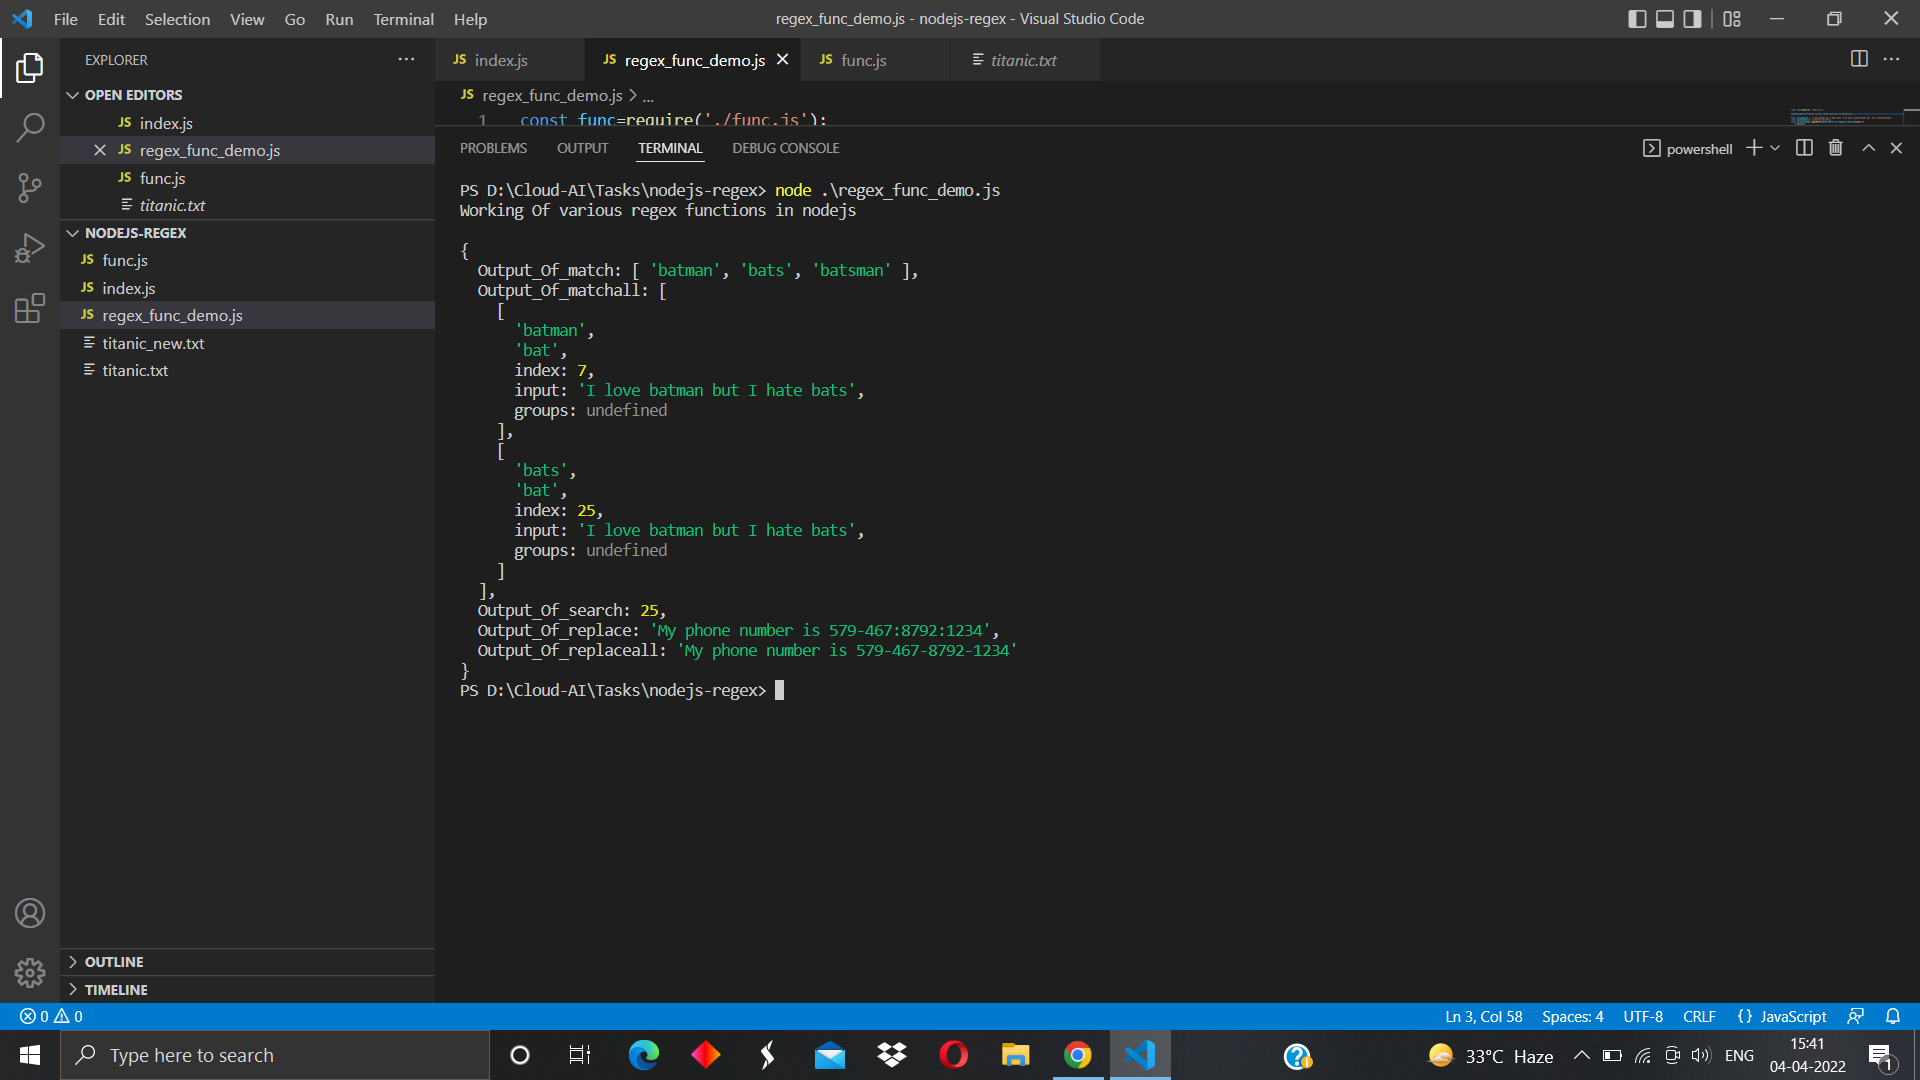 File Edit Selection View Go Run Terminal Help
regex_func_demo.js - nodejs-regex - Visual Studio Code
EXPLORER
OPEN EDITORS
JS index.js
JS regex_func_demo.js
JS func.js
titanic.txt
NODEJS-REGEX
JS func.js
JS index.js
JS regex_func_demo.js
titanic_new.txt
titanic.txt
OUTLINE
TIMELINE
JS index.js JS regex_func_demo.js JS func.js titanic.txt
JS regex_func_demo.js > ...
1 const func=require('./func.js');
PROBLEMS OUTPUT TERMINAL DEBUG CONSOLE
powershell
PS D:\Cloud-AI\Tasks\nodejs-regex> node .\regex_func_demo.js
Working Of various regex functions in nodejs
{
Output_Of_match: [ 'batman', 'bats', 'batsman' ],
Output_Of_matchall: [
[
'batman',
'bat',
index: 7,
input: 'I love batman but I hate bats',
groups: undefined
],
[
'bats',
'bat',
index: 25,
input: 'I love batman but I hate bats',
groups: undefined
]
],
Output_Of_search: 25,
Output_Of_replace: 'My phone number is 579-467:8792:1234',
Output_Of_replaceall: 'My phone number is 579-467-8792-1234'
}
PS D:\Cloud-AI\Tasks\nodejs-regex>
0 0
Ln 3, Col 58 Spaces: 4 UTF-8 CRLF {} JavaScript
Type here to search
33°C Haze
ENG
15:41
04-04-2022
1